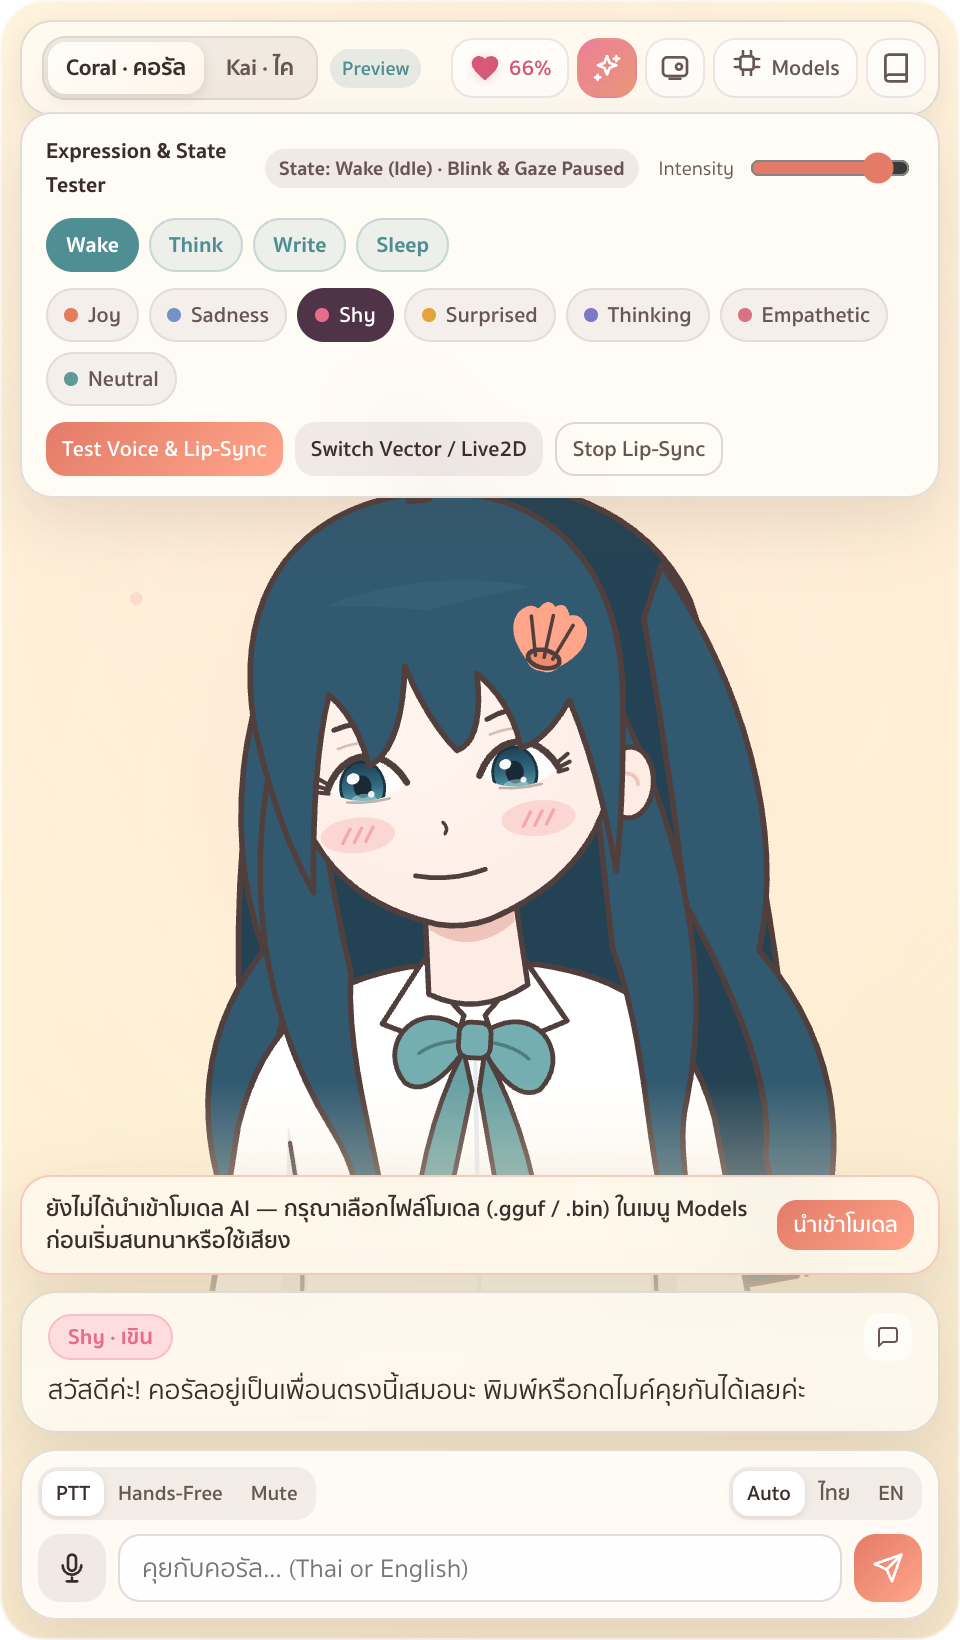 Coral · คอรัล
Kai · ไค
Preview
66%
Models
Expression & State
Tester
State: Wake (Idle) · Blink & Gaze Paused
Intensity
Wake
Think
Write
Sleep
Joy
Sadness
Shy
Surprised
Thinking
Empathetic
Neutral
Test Voice & Lip-Sync
Switch Vector / Live2D
Stop Lip-Sync
ยังไม่ได้นำเข้าโมเดล AI — กรุณาเลือกไฟล์โมเดล (.gguf / .bin) ในเมนู Models
ก่อนเริ่มสนทนาหรือใช้เสียง
นำเข้าโมเดล
Shy · เขิน
สวัสดีค่ะ! คอรัลอยู่เป็นเพื่อนตรงนี้เสมอนะ พิมพ์หรือกดไมค์คุยกันได้เลยค่ะ
PTT
Hands-Free
Mute
Auto
ไทย
EN
คุยกับคอรัล... (Thai or English)